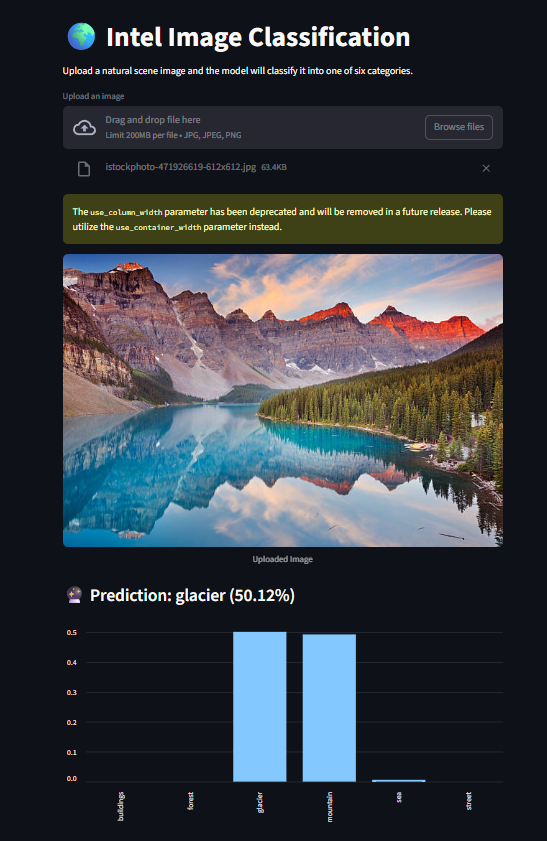 Intel Image Classification
Upload a natural scene image and the model will classify it into one of six categories.
Upload an image
Drag and drop file here
Limit 200MB per file • JPG, JPEG, PNG
Browse files
istockphoto-471926619-612x612.jpg 63.4KB
The use_column_width parameter has been deprecated and will be removed in a future release. Please
utilize the use_container_width parameter instead.
Uploaded Image
Prediction: glacier (50.12%)
0.5
0.4
0.3
0.2
0.1
0.0
buildings
forest
glacier
mountain
sea
street